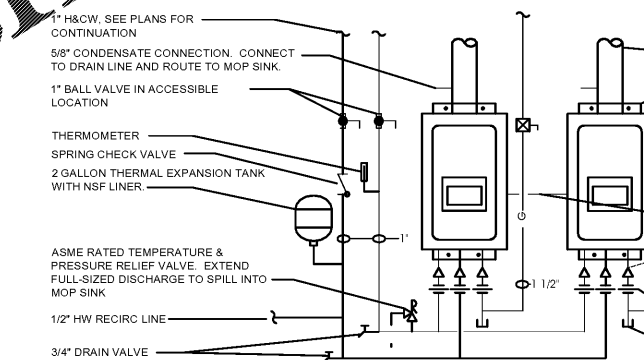 1" H&CW, SEE PLANS FOR
CONTINUATION
5/8" CONDENSATE CONNECTION. CONNECT
TO DRAIN LINE AND ROUTE TO MOP SINK.
1" BALL VALVE IN ACCESSIBLE
LOCATION
THERMOMETER
SPRING CHECK VALVE
2 GALLON THERMAL EXPANSION TANK
WITH NSF LINER.
G
1"
ASME RATED TEMPERATURE &
PRESSURE RELIEF VALVE. EXTEND
FULL-SIZED DISCHARGE TO SPILL INTO
MOP SINK
1 1/2"
1/2" HW RECIRC LINE
3/4" DRAIN VALVE